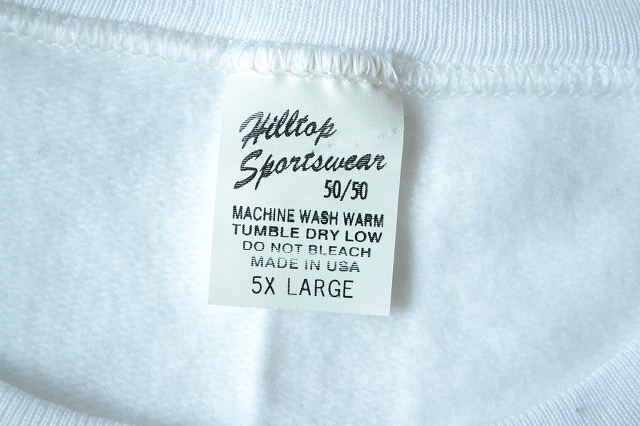 Hilltop
Sportswear
50/50
MACHINE WASH WARM
TUMBLE DRY LOW
DO NOT BLEACH
MADE IN USA
5X LARGE